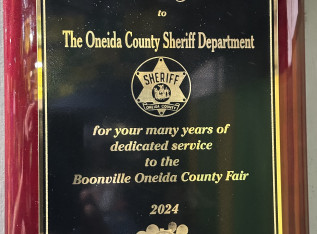 to
The Oneida County Sheriff Department
SHERIFF
ONEIDA COUNTY
for your many years of
dedicated service
to the
Boonville Oneida County Fair
2024